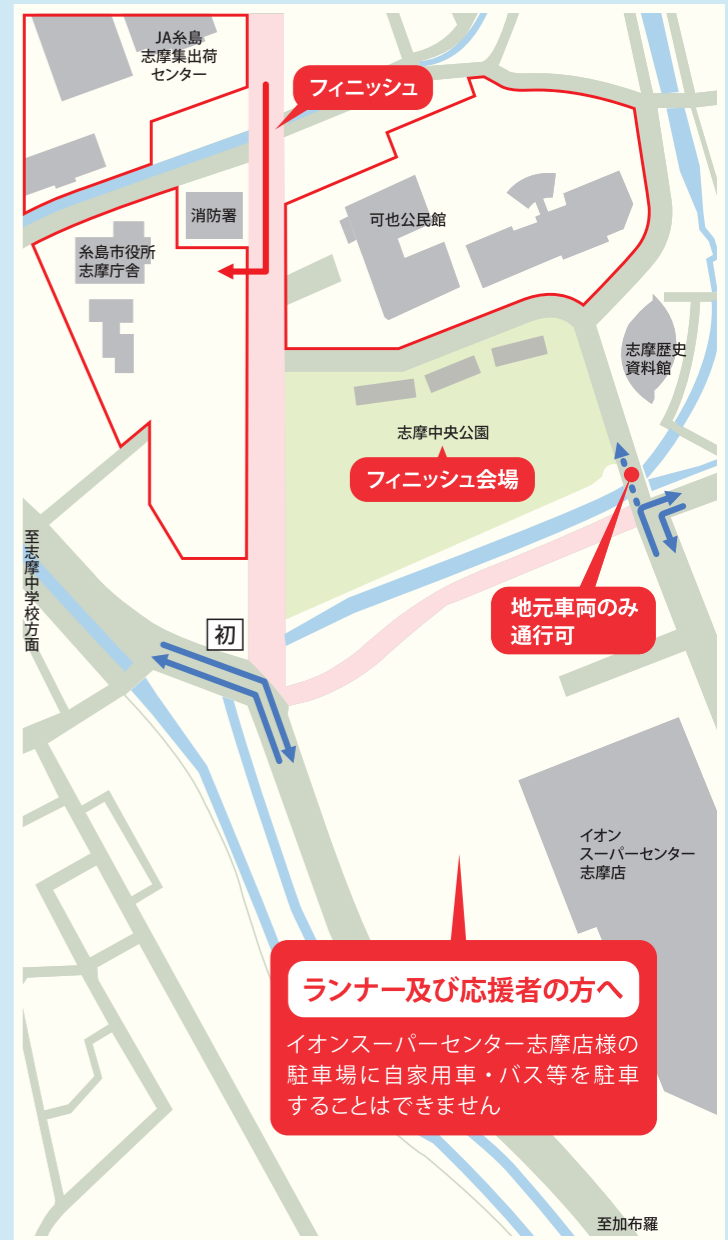 JA糸島
志摩集出荷
センター
フィニッシュ
消防署
可也公民館
糸島市役所
志摩庁舎
志摩歴史
資料館
志摩中央公園
フィニッシュ会場
至志摩中学校方面
地元車両のみ
通行可
初
イオン
スーパーセンター
志摩店
ランナー及び応援者の方へ
イオンスーパーセンター志摩店様の
駐車場に自家用車・バス等を駐車
することはできません
至加布羅